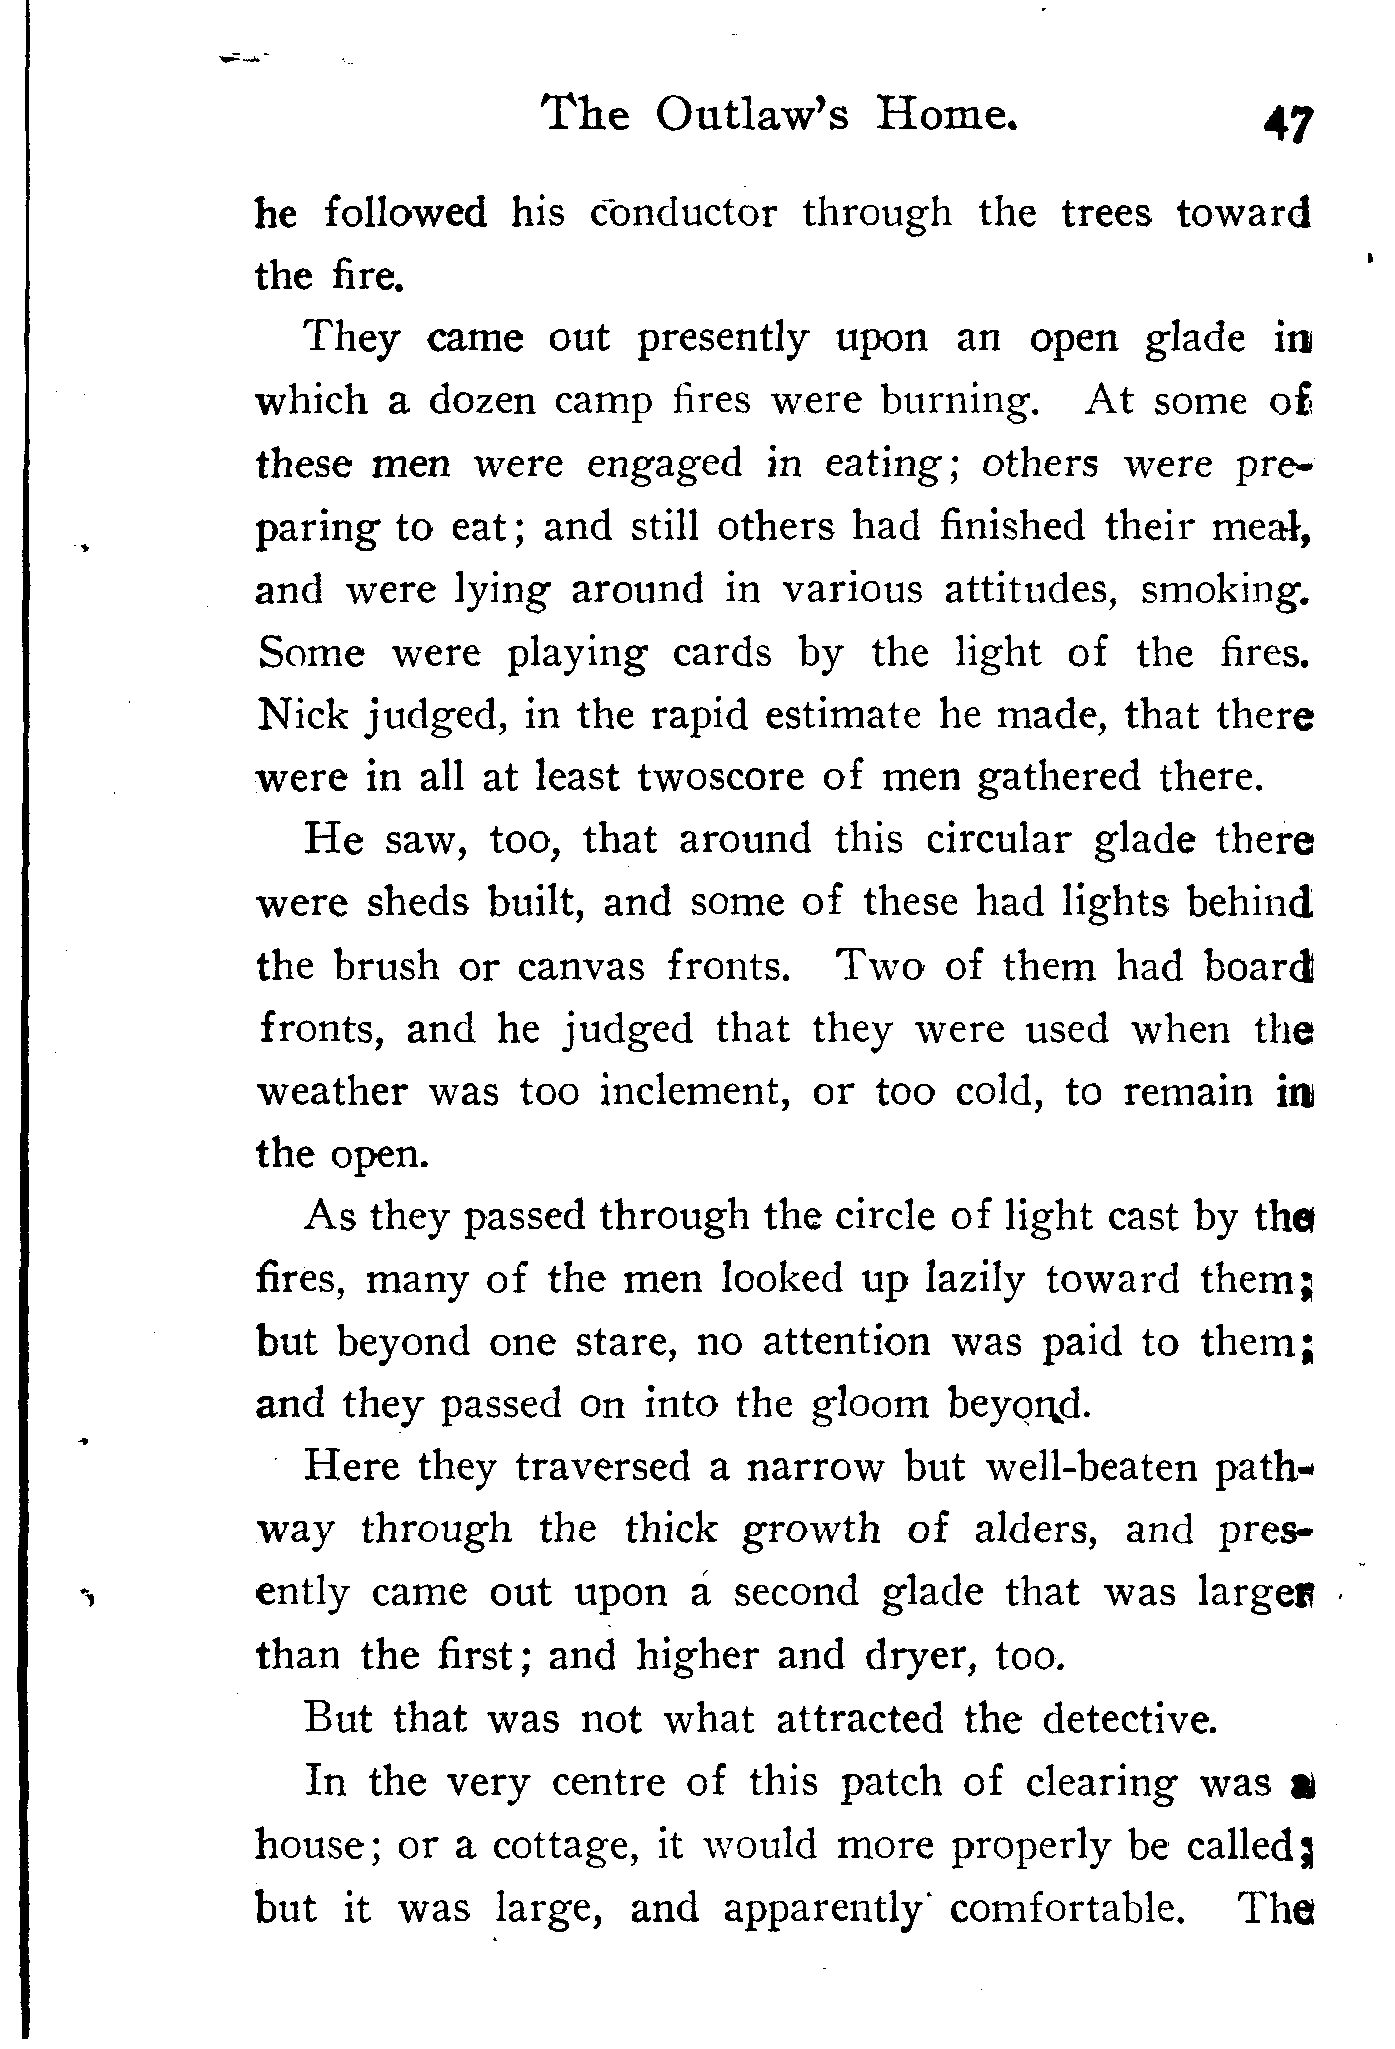 The Outlaw's Home. 47
he followed his conductor through the trees toward
the fire.
They came out presently upon an open glade in
which a dozen camp fires were burning. At some of
these men were engaged in eating; others were pre-
paring to eat; and still others had finished their meal,
and were lying around in various attitudes, smoking.
Some were playing cards by the light of the fires.
Nick judged, in the rapid estimate he made, that there
were in all at least twoscore of men gathered there.
He saw, too, that around this circular glade there
were sheds built, and some of these had lights behind
the brush or canvas fronts. Two of them had board
fronts, and he judged that they were used when the
weather was too inclement, or too cold, to remain in
the open.
As they passed through the circle of light cast by the
fires, many of the men looked up lazily toward them;
but beyond one stare, no attention was paid to them;
and they passed on into the gloom beyond.
Here they traversed a narrow but well-beaten path-
way through the thick growth of alders, and pres-
ently came out upon a second glade that was larger
than the first; and higher and dryer, too.
But that was not what attracted the detective.
In the very centre of this patch of clearing was a
house; or a cottage, it would more properly be called;
but it was large, and apparently comfortable. The